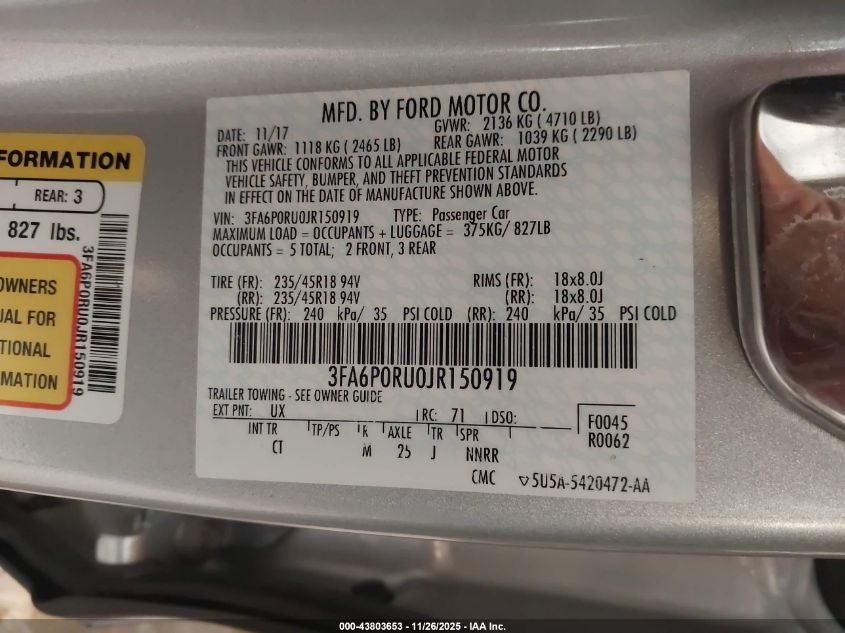 FORMATION
REAR: 3
827 lbs.
OWNERS
UAL FOR
TIONAL
MATION
3FA6P0RU0JR150919
MFD. BY FORD MOTOR CO.
DATE: 11/17
GVWR: 2136 KG ( 4710 LB)
FRONT GAWR: 1118 KG ( 2465 LB)
REAR GAWR: 1039 KG ( 2290 LB)
THIS VEHICLE CONFORMS TO ALL APPLICABLE FEDERAL MOTOR
VEHICLE SAFETY, BUMPER, AND THEFT PREVENTION STANDARDS
IN EFFECT ON THE DATE OF MANUFACTURE SHOWN ABOVE.
VIN: 3FA6P0RU0JR150919 TYPE: Passenger Car
MAXIMUM LOAD = OCCUPANTS + LUGGAGE = 375KG/ 827LB
OCCUPANTS = 5 TOTAL; 2 FRONT, 3 REAR
TIRE (FR): 235/45R18 94V RIMS (FR): 18x8.0J
(RR): 235/45R18 94V (RR): 18x8.0J
PRESSURE (FR): 240 kPa/ 35 PSI COLD (RR): 240 kPa/ 35 PSI COLD
3FA6P0RU0JR150919
TRAILER TOWING - SEE OWNER GUIDE
EXT PNT: UX RC: 71 DSO:
F0045
R0062
INT TR TP/PS R AXLE TR SPR
CT M 25 J NNRR
CMC ▽5U5A-5420472-AA
000-43803653 - 11/26/2025 - IAA Inc.